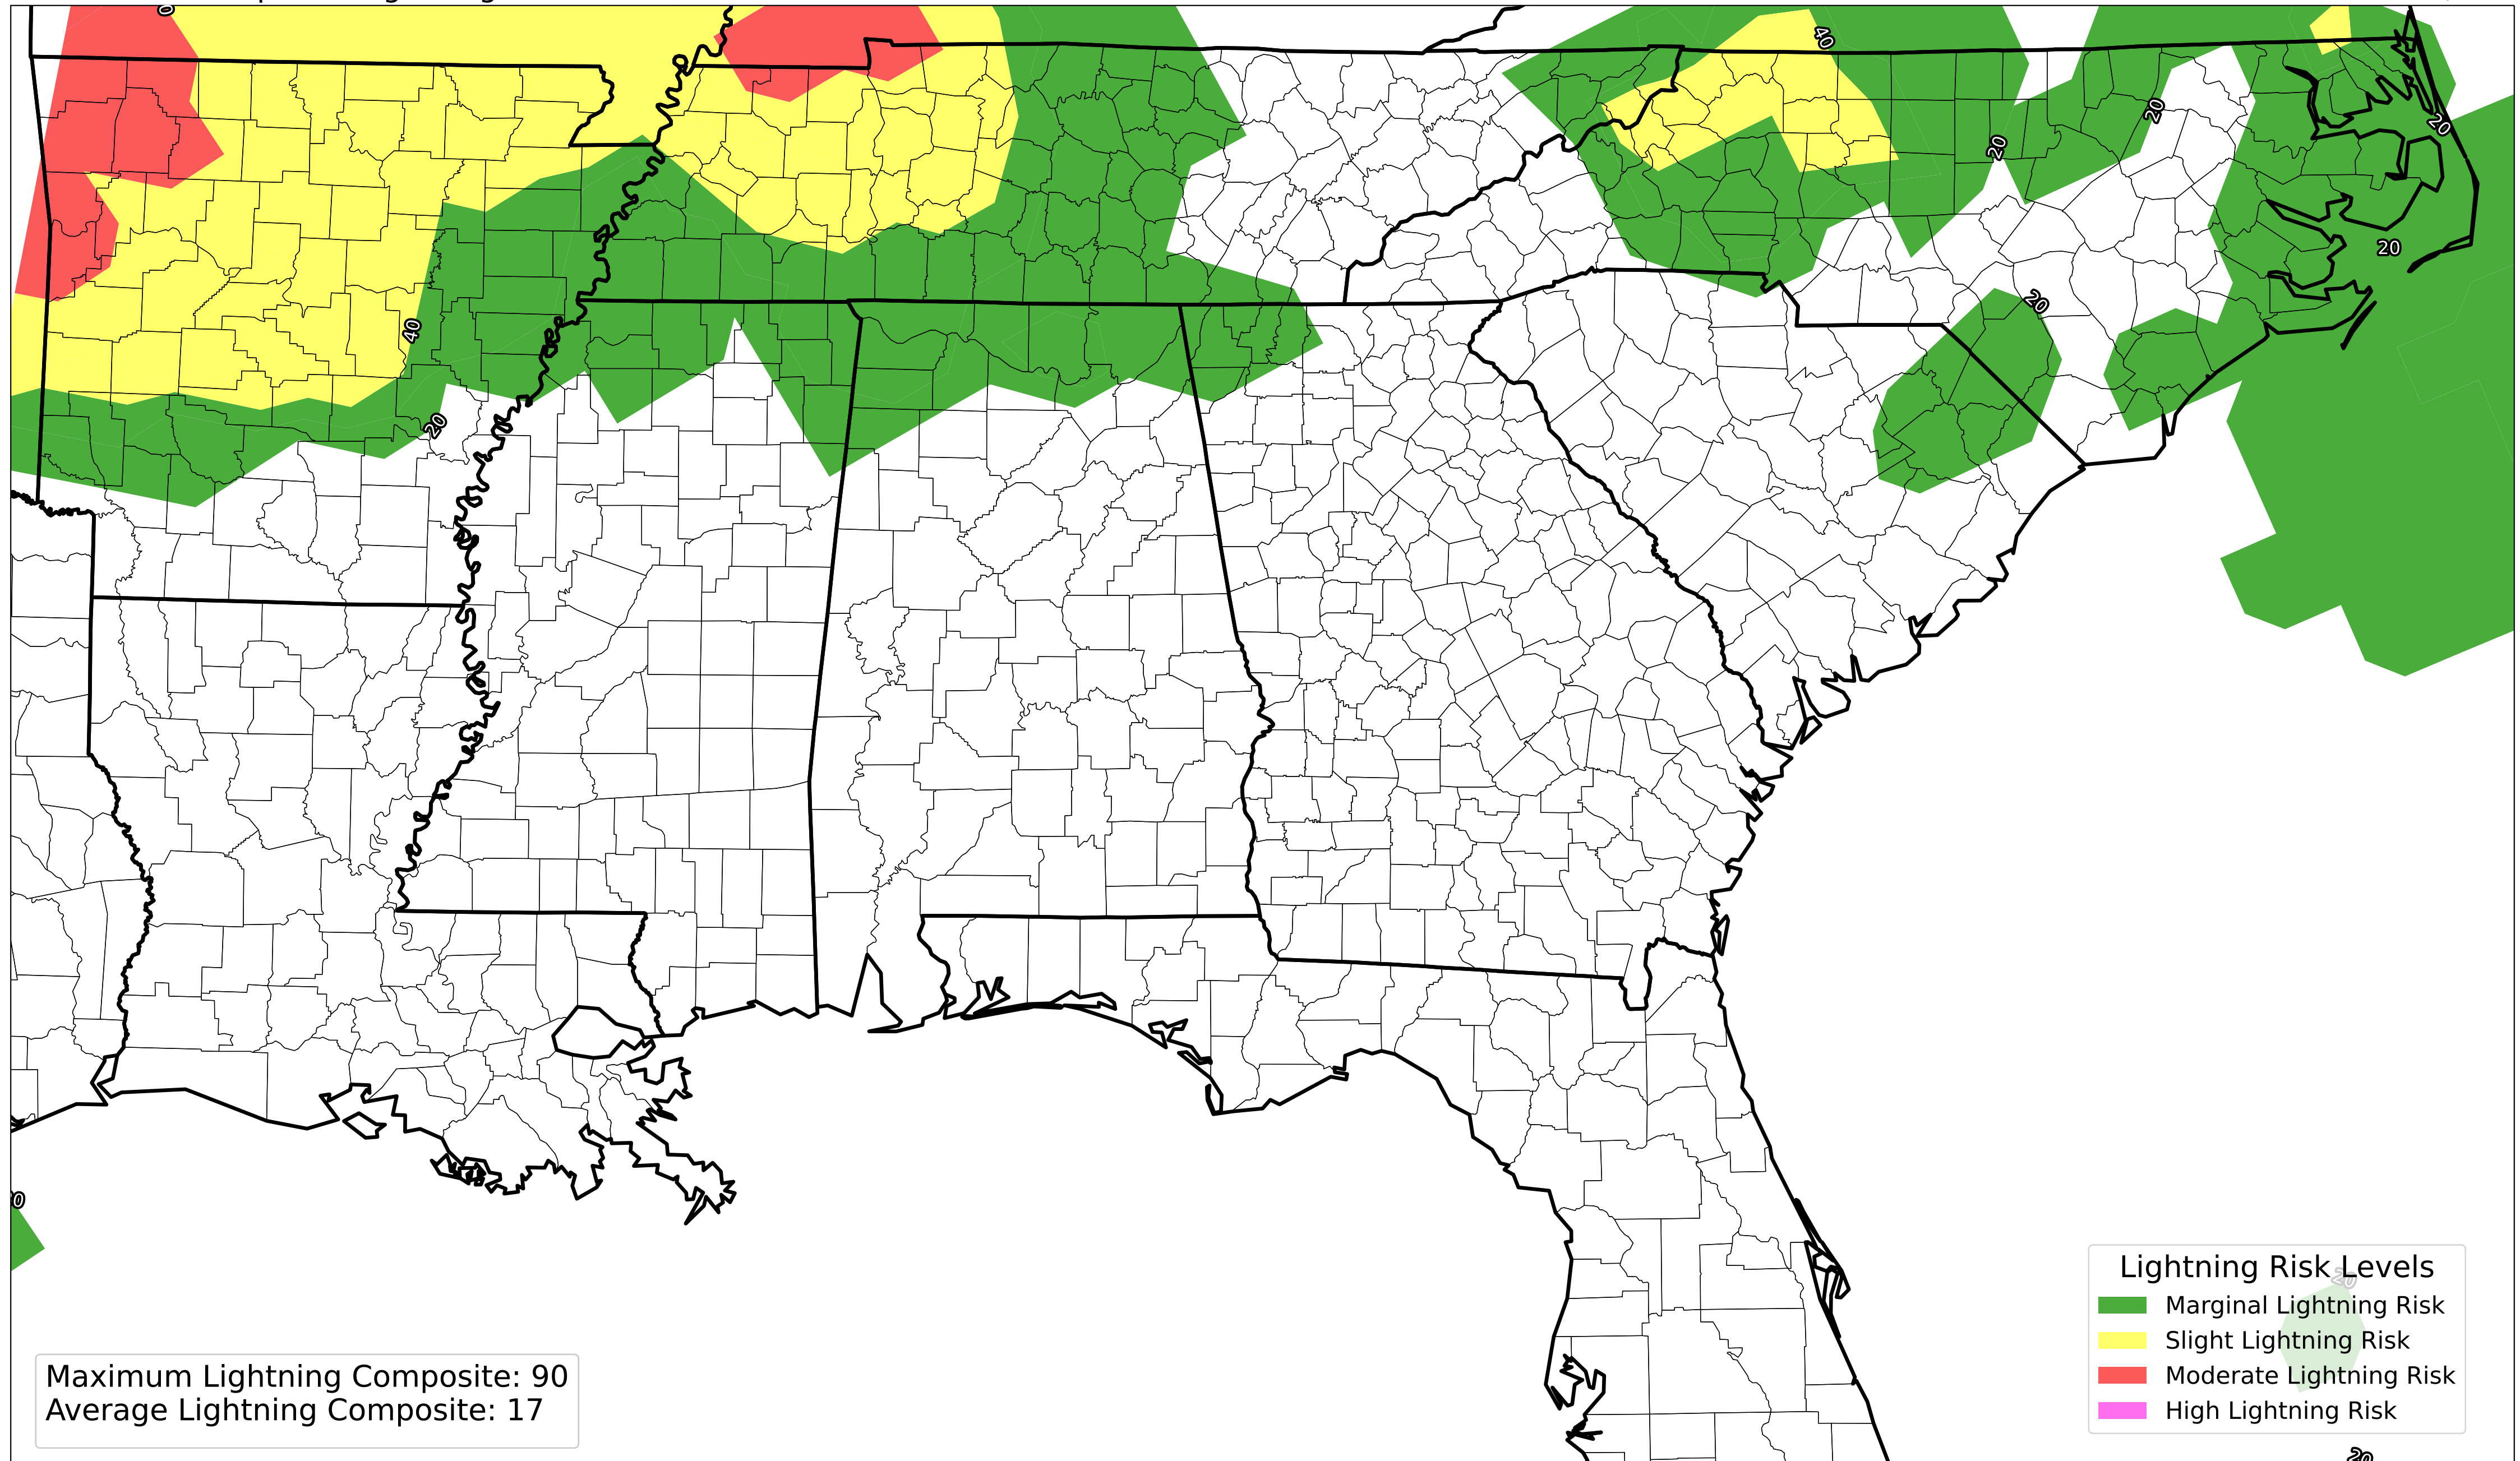 40
20
20
20
20
20
40
20
20
Lightning Risk Levels
Marginal Lightning Risk
Slight Lightning Risk
Moderate Lightning Risk
High Lightning Risk
Maximum Lightning Composite: 90
Average Lightning Composite: 17
20